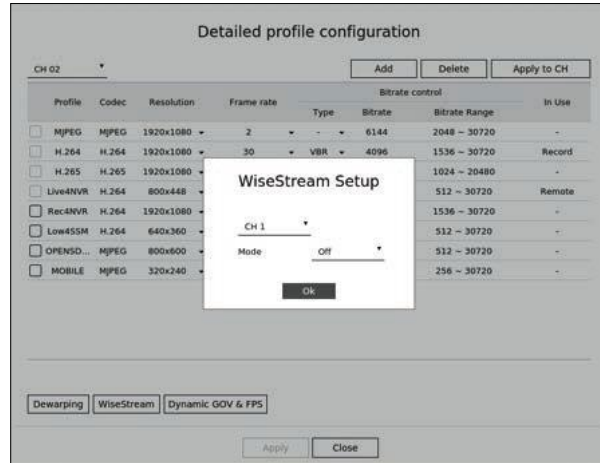 Detailed profile configuration
CH 02 Add Delete Apply to CH
Profile Codec Resolution Frame rate Bitrate control In Use
Type Bitrate Bitrate Range
MJPEG MJPEG 1920x1080 2 - 6144 2048 ~ 30720 -
H.264 H.264 1920x1080 30 VBR 4096 1536 ~ 30720 Record
H.265 H.265 1920x1080 1024 ~ 20480 -
Live4NVR H.264 800x448 512 ~ 30720 Remote
Rec4NVR H.264 1920x1080 1536 ~ 30720 -
Low4SSM H.264 640x360 512 ~ 30720 -
OPENSD... MJPEG 800x600 512 ~ 30720 -
MOBILE MJPEG 320x240 256 ~ 30720 -
WiseStream Setup
CH 1
Mode Off
Ok
Dewarping WiseStream Dynamic GOV & FPS
Apply Close